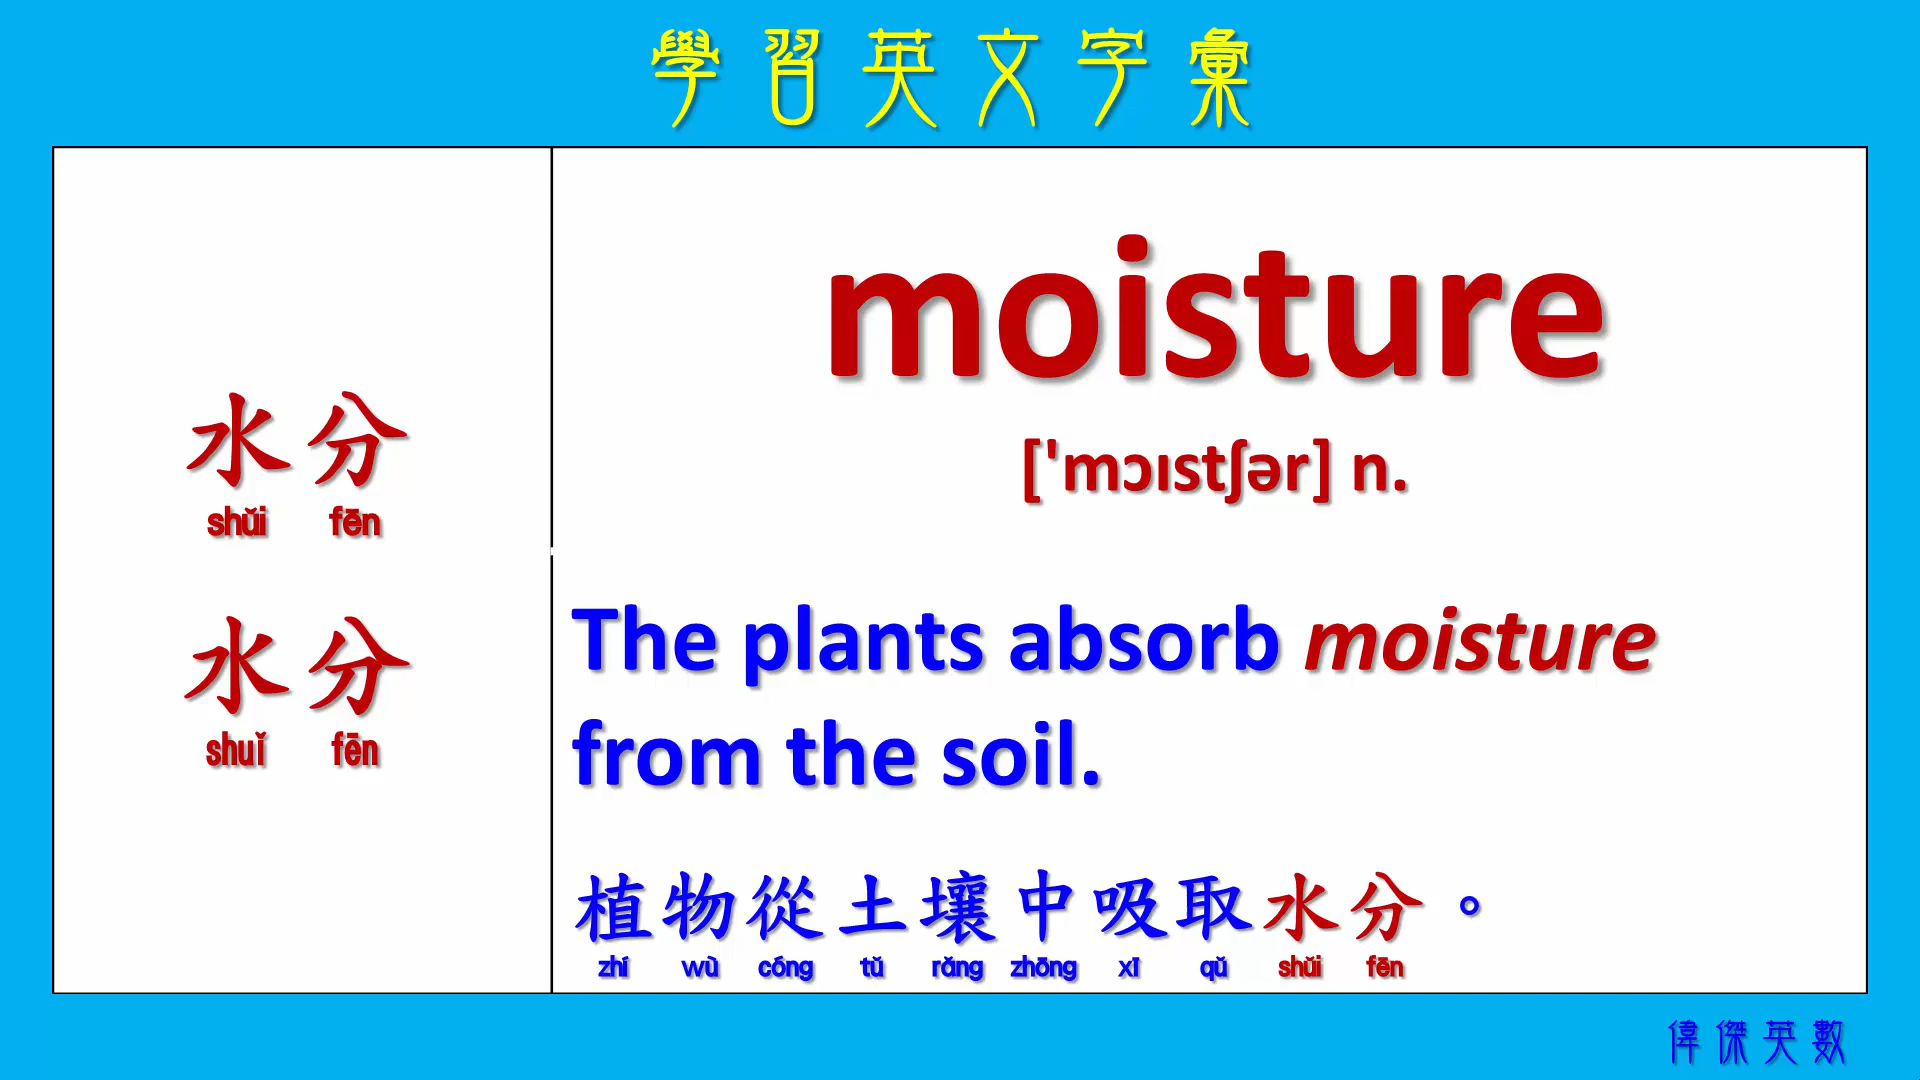 學習英文字彙
水分
shŭi fēn
水分
shuǐ fēn
moisture
['mɔɪstʃər] n.
The plants absorb moisture
from the soil.
植物從土壤中吸取水分。
zhí wù cóng tŭ răng zhōng xī qŭ shŭi fēn
偉傑英數